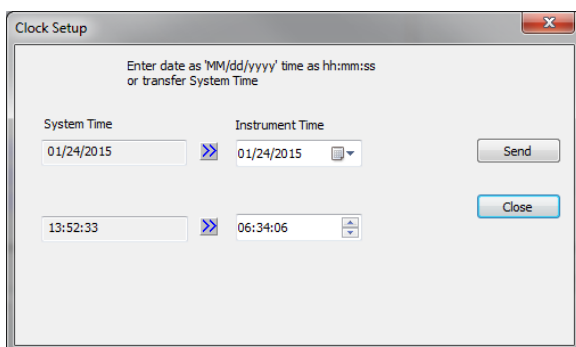 Clock Setup
Enter date as 'MM/dd/yyyy' time as hh:mm:ss
or transfer System Time
System Time Instrument Time
01/24/2015 >> 01/24/2015 Send
Close
13:52:33 >> 06:34:06